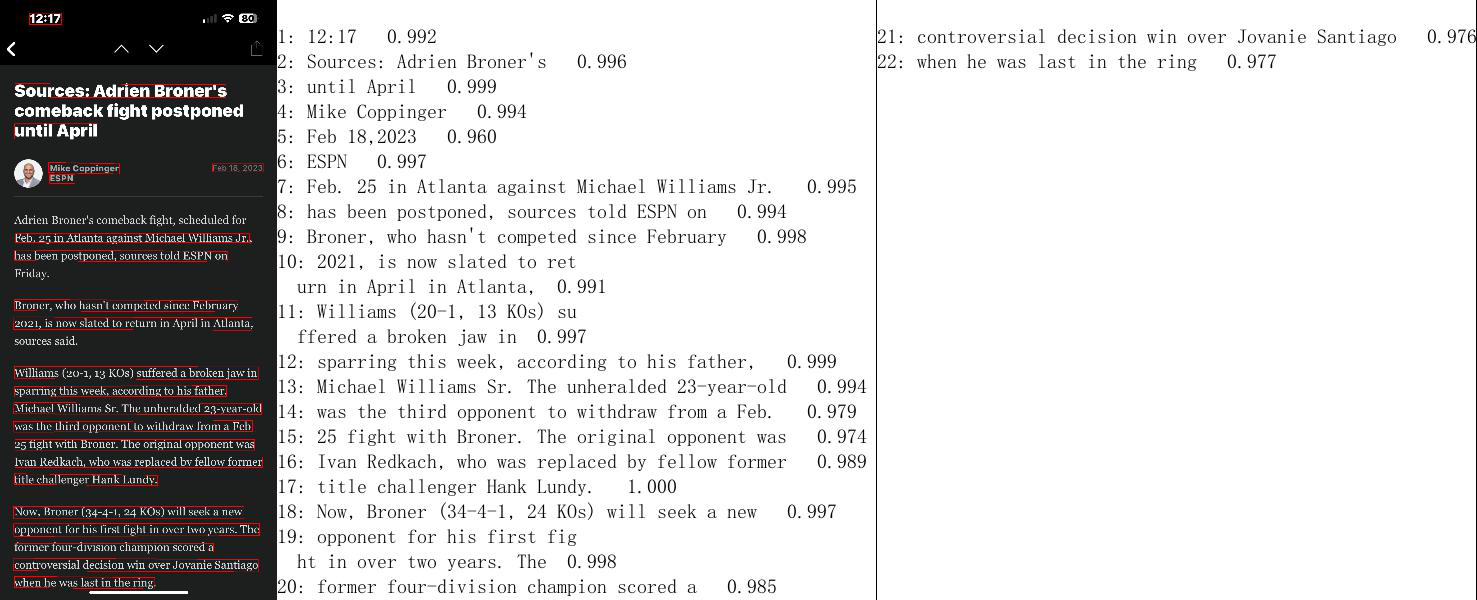 12:17
80
Sources: Adrien Broner's
comeback fight postponed
until April
Mike Coppinger
Feb 18, 2023
ESPN
Adrien Broner's comeback fight, scheduled for
Feb. 25 in Atlanta against Michael Williams Jr.,
has been postponed, sources told ESPN on
Friday.
Broner, who hasn't competed since February
2021, is now slated to return in April in Atlanta,
sources said.
Williams (20-1, 13 KOs) suffered a broken jaw in
sparring this week, according to his father,
Michael Williams Sr. The unheralded 23-year-old
was the third opponent to withdraw from a Feb.
25 fight with Broner. The original opponent was
Ivan Redkach, who was replaced by fellow former
title challenger Hank Lundy.
Now, Broner (34-4-1, 24 KOs) will seek a new
opponent for his first fight in over two years. The
former four-division champion scored a
controversial decision win over Jovanie Santiago
when he was last in the ring.
1: 12:17 0.992
2: Sources: Adrien Broner's 0.996
3: until April 0.999
4: Mike Coppinger 0.994
5: Feb 18,2023 0.960
6: ESPN 0.997
7: Feb. 25 in Atlanta against Michael Williams Jr. 0.995
8: has been postponed, sources told ESPN on 0.994
9: Broner, who hasn't competed since February 0.998
10: 2021, is now slated to ret
urn in April in Atlanta, 0.991
11: Williams (20-1, 13 KOs) su
ffered a broken jaw in 0.997
12: sparring this week, according to his father, 0.999
13: Michael Williams Sr. The unheralded 23-year-old 0.994
14: was the third opponent to withdraw from a Feb. 0.979
15: 25 fight with Broner. The original opponent was 0.974
16: Ivan Redkach, who was replaced by fellow former 0.989
17: title challenger Hank Lundy. 1.000
18: Now, Broner (34-4-1, 24 KOs) will seek a new 0.997
19: opponent for his first fig
ht in over two years. The 0.998
20: former four-division champion scored a 0.985
21: controversial decision win over Jovanie Santiago 0.976
22: when he was last in the ring 0.977